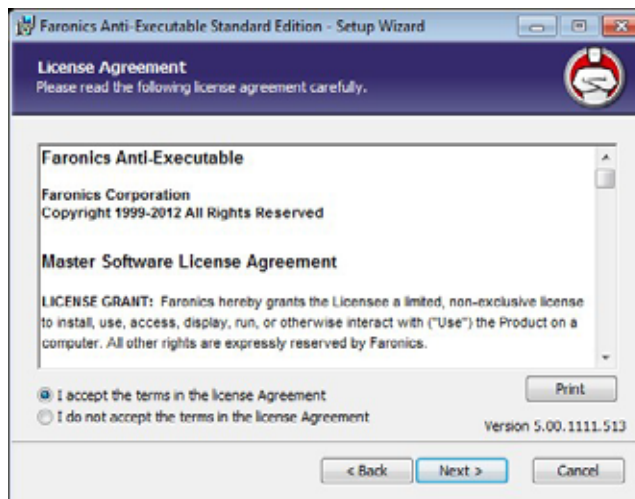 Faronics Anti-Executable Standard Edition - Setup Wizard
License Agreement
Please read the following license agreement carefully.
Faronics Anti-Executable
Faronics Corporation
Copyright 1999-2012 All Rights Reserved
Master Software License Agreement
LICENSE GRANT: Faronics hereby grants the Licensee a limited, non-exclusive license
to install, use, access, display, run, or otherwise interact with ("Use") the Product on a
computer. All other rights are expressly reserved by Faronics.
I accept the terms in the license Agreement
Print
I do not accept the terms in the license Agreement
Version 5.00.1111.513
< Back
Next >
Cancel